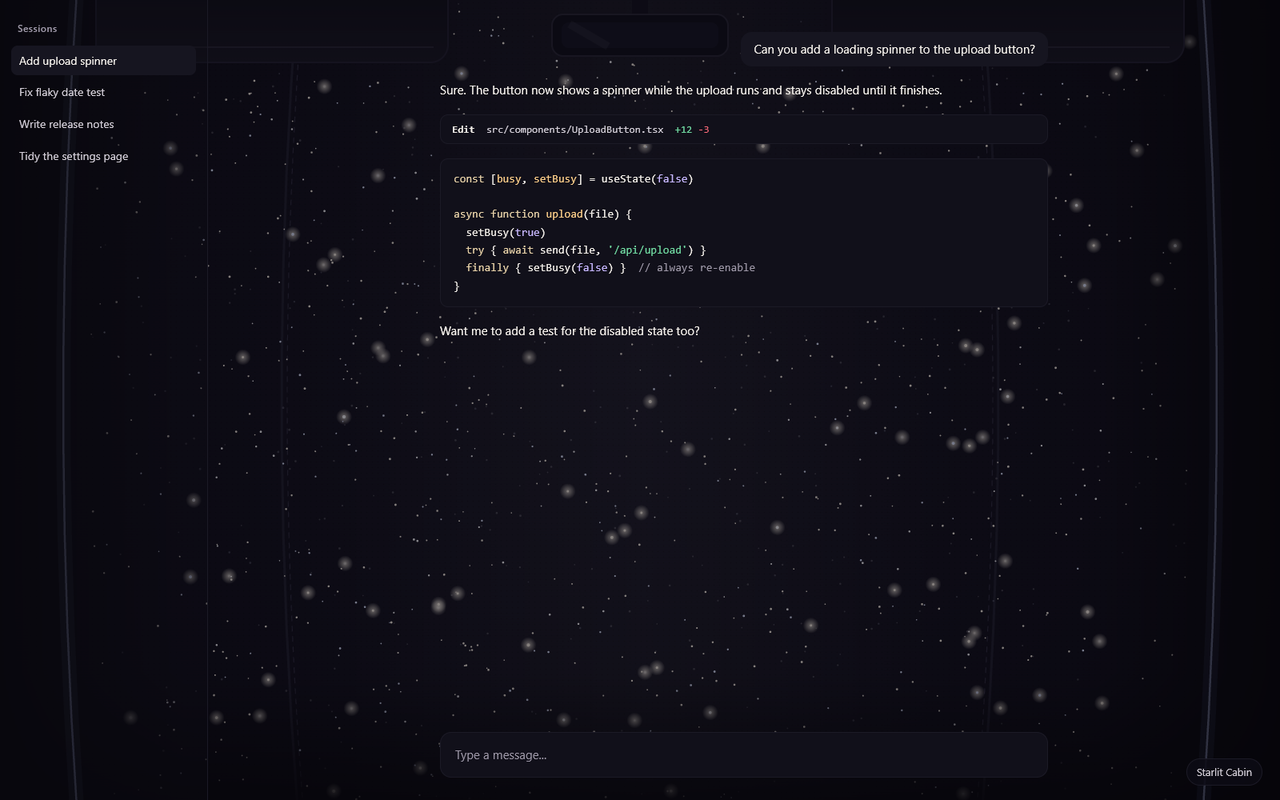 Sessions
Add upload spinner
Fix flaky date test
Write release notes
Tidy the settings page
Can you add a loading spinner to the upload button?
Sure. The button now shows a spinner while the upload runs and stays disabled until it finishes.
Edit src/components/UploadButton.tsx +12 -3
const [busy, setBusy] = useState(false)
async function upload(file) {
setBusy(true)
try { await send(file, '/api/upload') }
finally { setBusy(false) } // always re-enable
}
Want me to add a test for the disabled state too?
Type a message...
Starlit Cabin